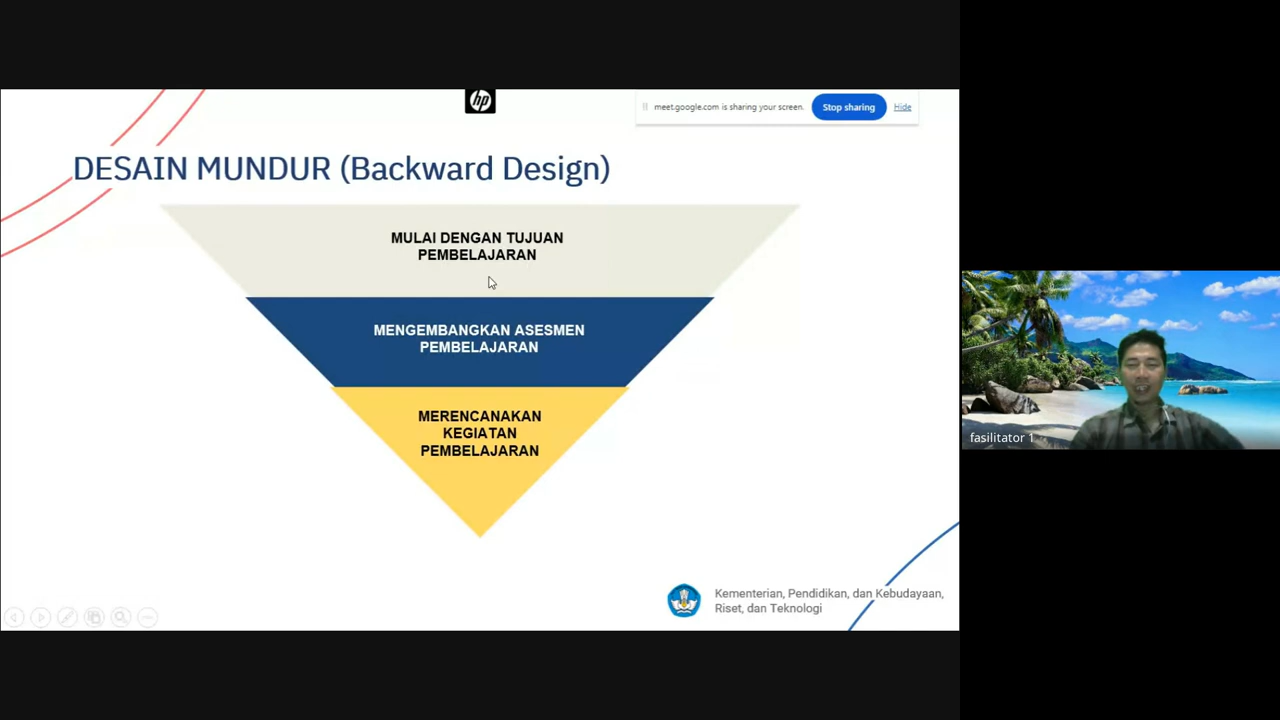 hp
meet.google.com is sharing your screen.
Stop sharing
Hide
DESAIN MUNDUR (Backward Design)
MULAI DENGAN TUJUAN
PEMBELAJARAN
MENGEMBANGKAN ASESMEN
PEMBELAJARAN
MERENCANAKAN
KEGIATAN
PEMBELAJARAN
fasilitator 1
Kementerian, Pendidikan, dan Kebudayaan,
Riset, dan Teknologi